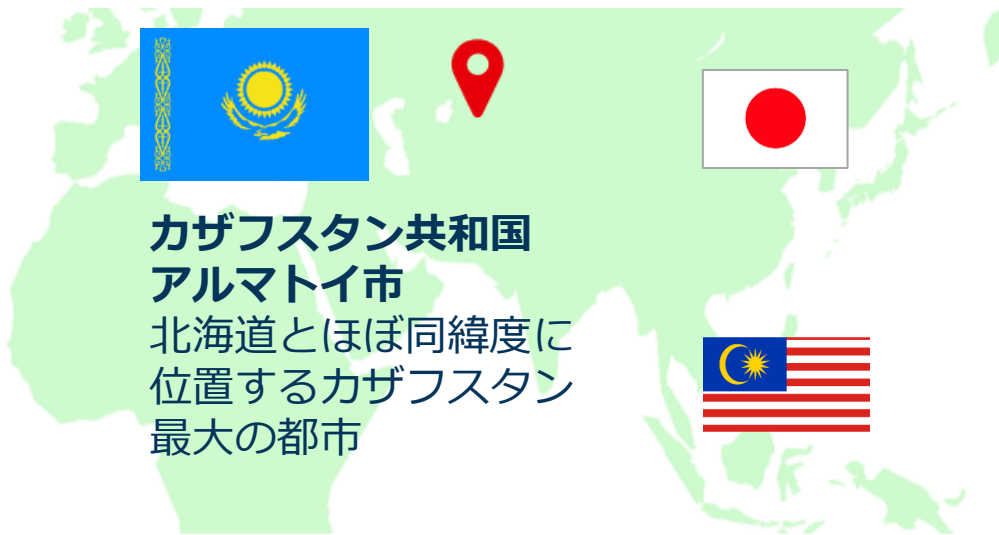 カザフスタン共和国
アルマトイ市
北海道とほぼ同緯度に
位置するカザフスタン
最大の都市